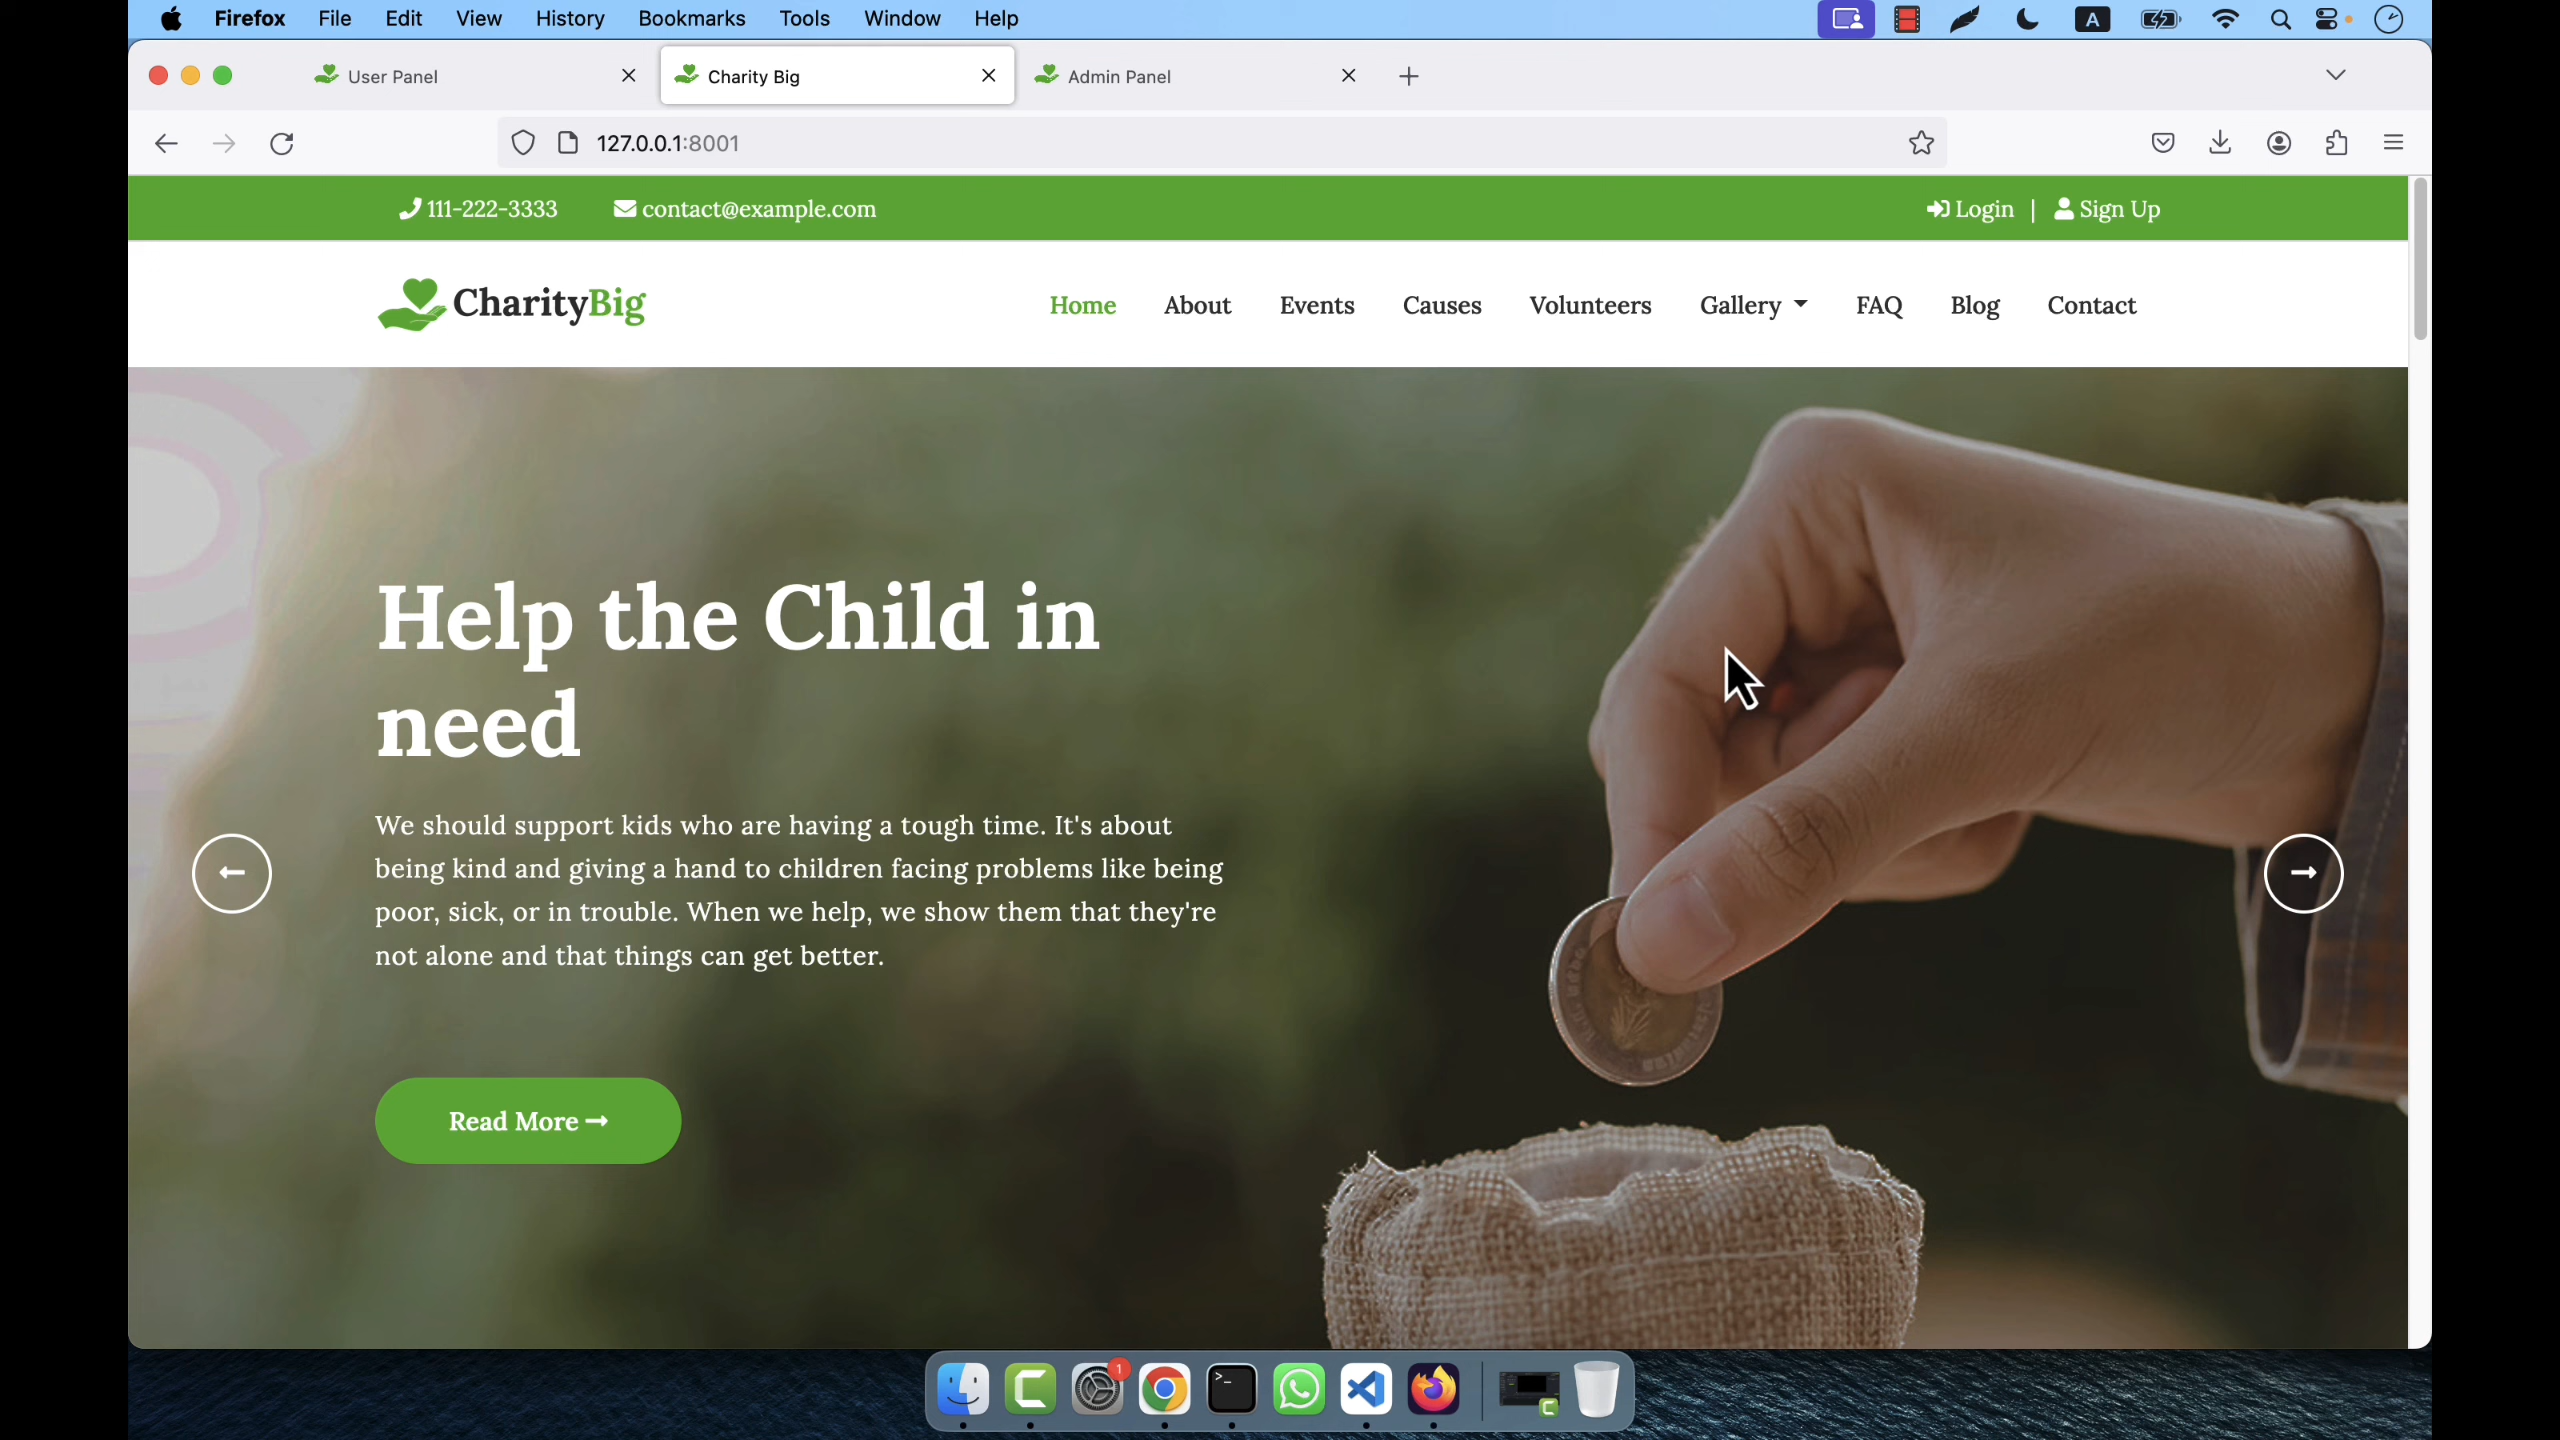 Firefox File Edit View History Bookmarks Tools Window Help A
User Panel Charity Big Admin Panel
127.0.0.1:8001
111-222-3333 contact@example.com Login | Sign Up
CharityBig Home About Events Causes Volunteers Gallery FAQ Blog Contact
Help the Child in
need
We should support kids who are having a tough time. It's about
being kind and giving a hand to children facing problems like being
poor, sick, or in trouble. When we help, we show them that they're
not alone and that things can get better.
Read More
1